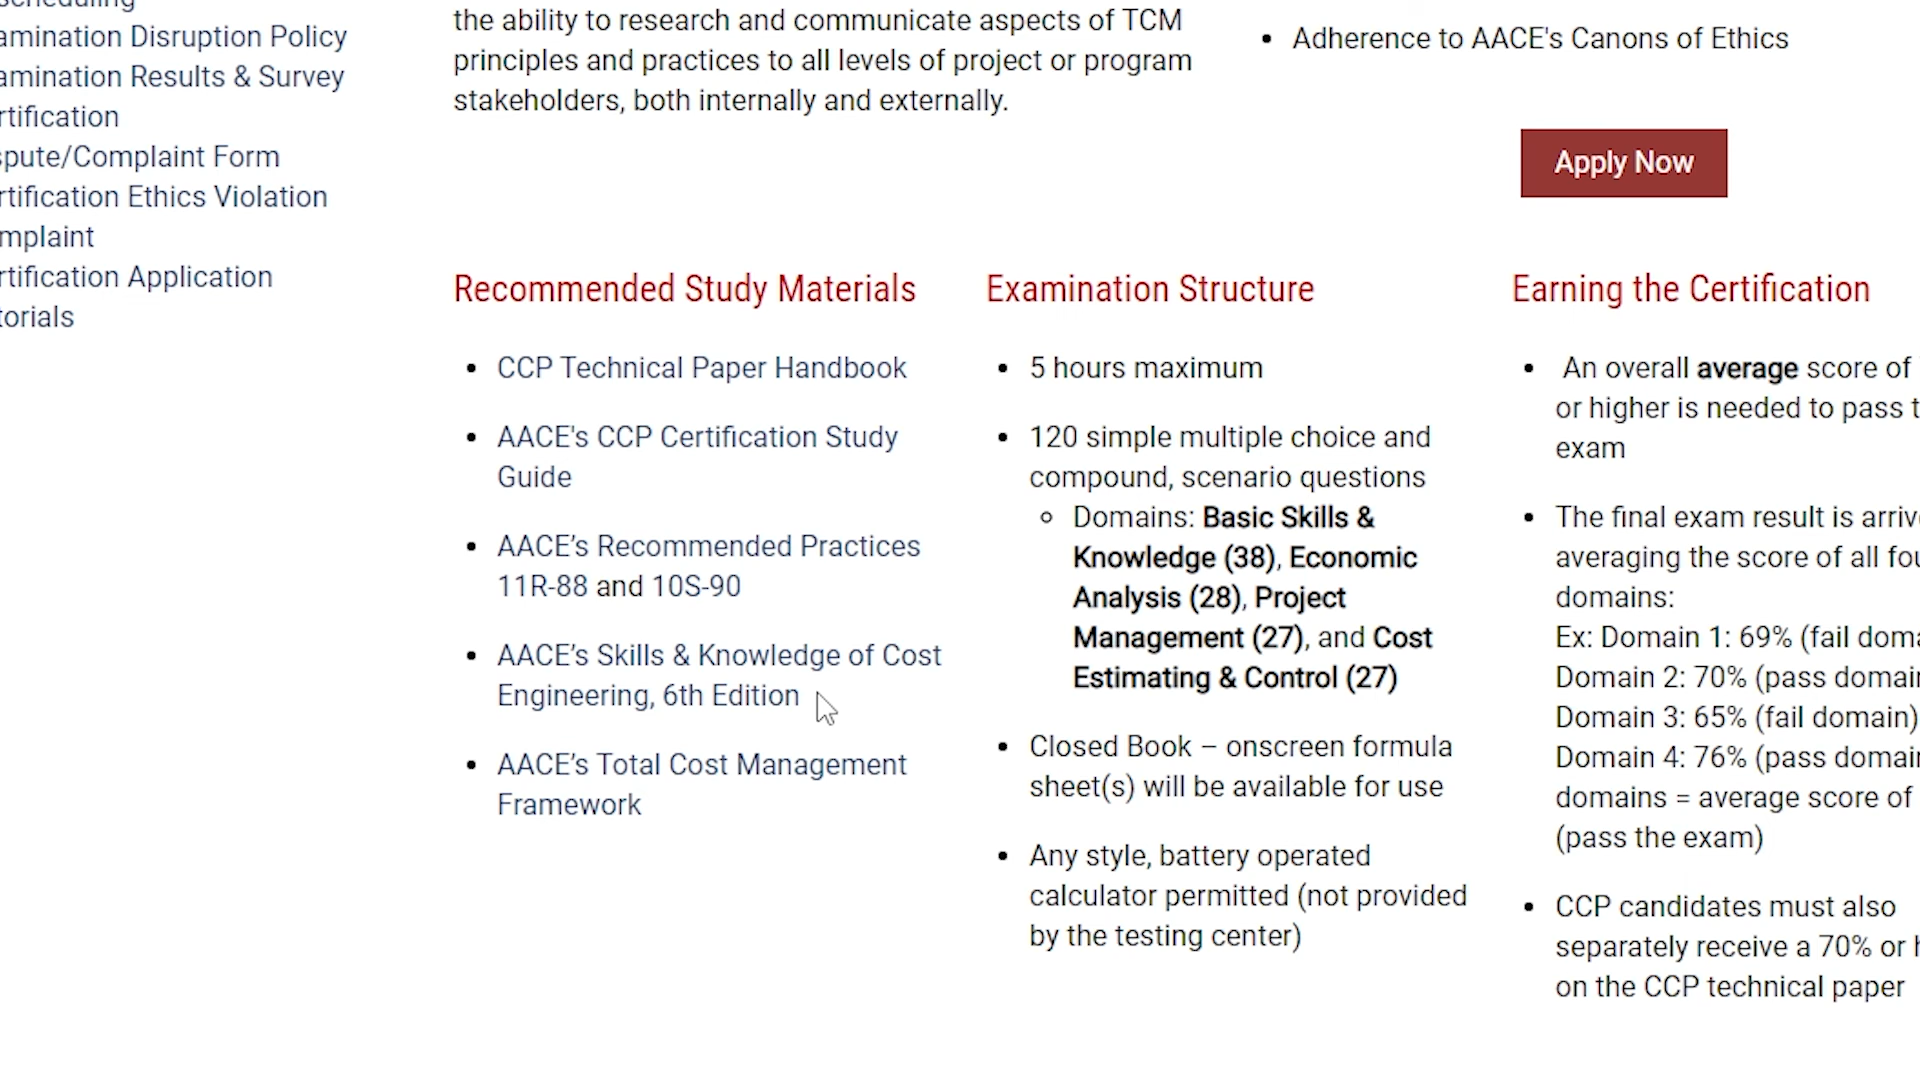 scheduling
amination Disruption Policy
amination Results & Survey
rtification
spute/Complaint Form
rtification Ethics Violation
mplaint
rtification Application
torials
the ability to research and communicate aspects of TCM
principles and practices to all levels of project or program
stakeholders, both internally and externally.
• Adherence to AACE's Canons of Ethics
Apply Now
Recommended Study Materials
• CCP Technical Paper Handbook
• AACE's CCP Certification Study
Guide
• AACE’s Recommended Practices
11R-88 and 10S-90
• AACE’s Skills & Knowledge of Cost
Engineering, 6th Edition
• AACE’s Total Cost Management
Framework
Examination Structure
• 5 hours maximum
• 120 simple multiple choice and
compound, scenario questions
○ Domains: Basic Skills &
Knowledge (38), Economic
Analysis (28), Project
Management (27), and Cost
Estimating & Control (27)
• Closed Book – onscreen formula
sheet(s) will be available for use
• Any style, battery operated
calculator permitted (not provided
by the testing center)
Earning the Certification
• An overall average score of
or higher is needed to pass t
exam
• The final exam result is arriv
averaging the score of all fou
domains:
Ex: Domain 1: 69% (fail doma
Domain 2: 70% (pass domain
Domain 3: 65% (fail domain)
Domain 4: 76% (pass domain
domains = average score of
(pass the exam)
• CCP candidates must also
separately receive a 70% or h
on the CCP technical paper